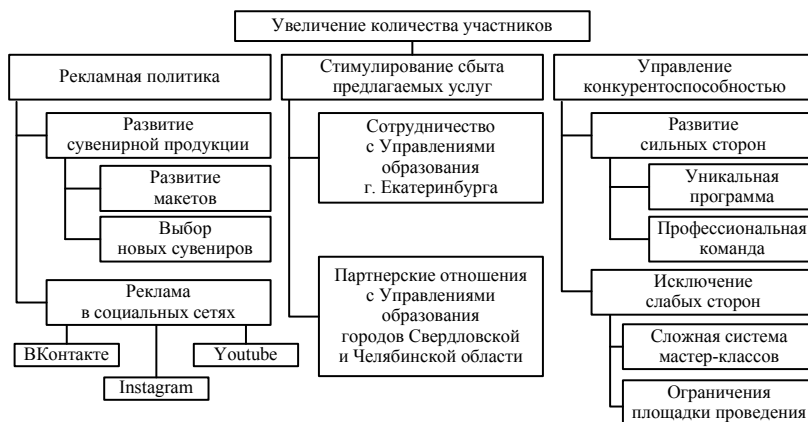 Увеличение количества участников
Рекламная политика
Развитие
сувенирной продукции
Развитие
макетов
Выбор
новых сувениров
Реклама
в социальных сетях
ВКонтакте
Instagram
Youtube
Стимулирование сбыта
предлагаемых услуг
Сотрудничество
с Управлениями
образования
г. Екатеринбурга
Партнерские отношения
с Управлениями
образования
городов Свердловской
и Челябинской области
Управление
конкурентоспособностью
Развитие
сильных сторон
Уникальная
программа
Профессиональная
команда
Исключение
слабых сторон
Сложная система
мастер-классов
Ограничения
площадки проведения